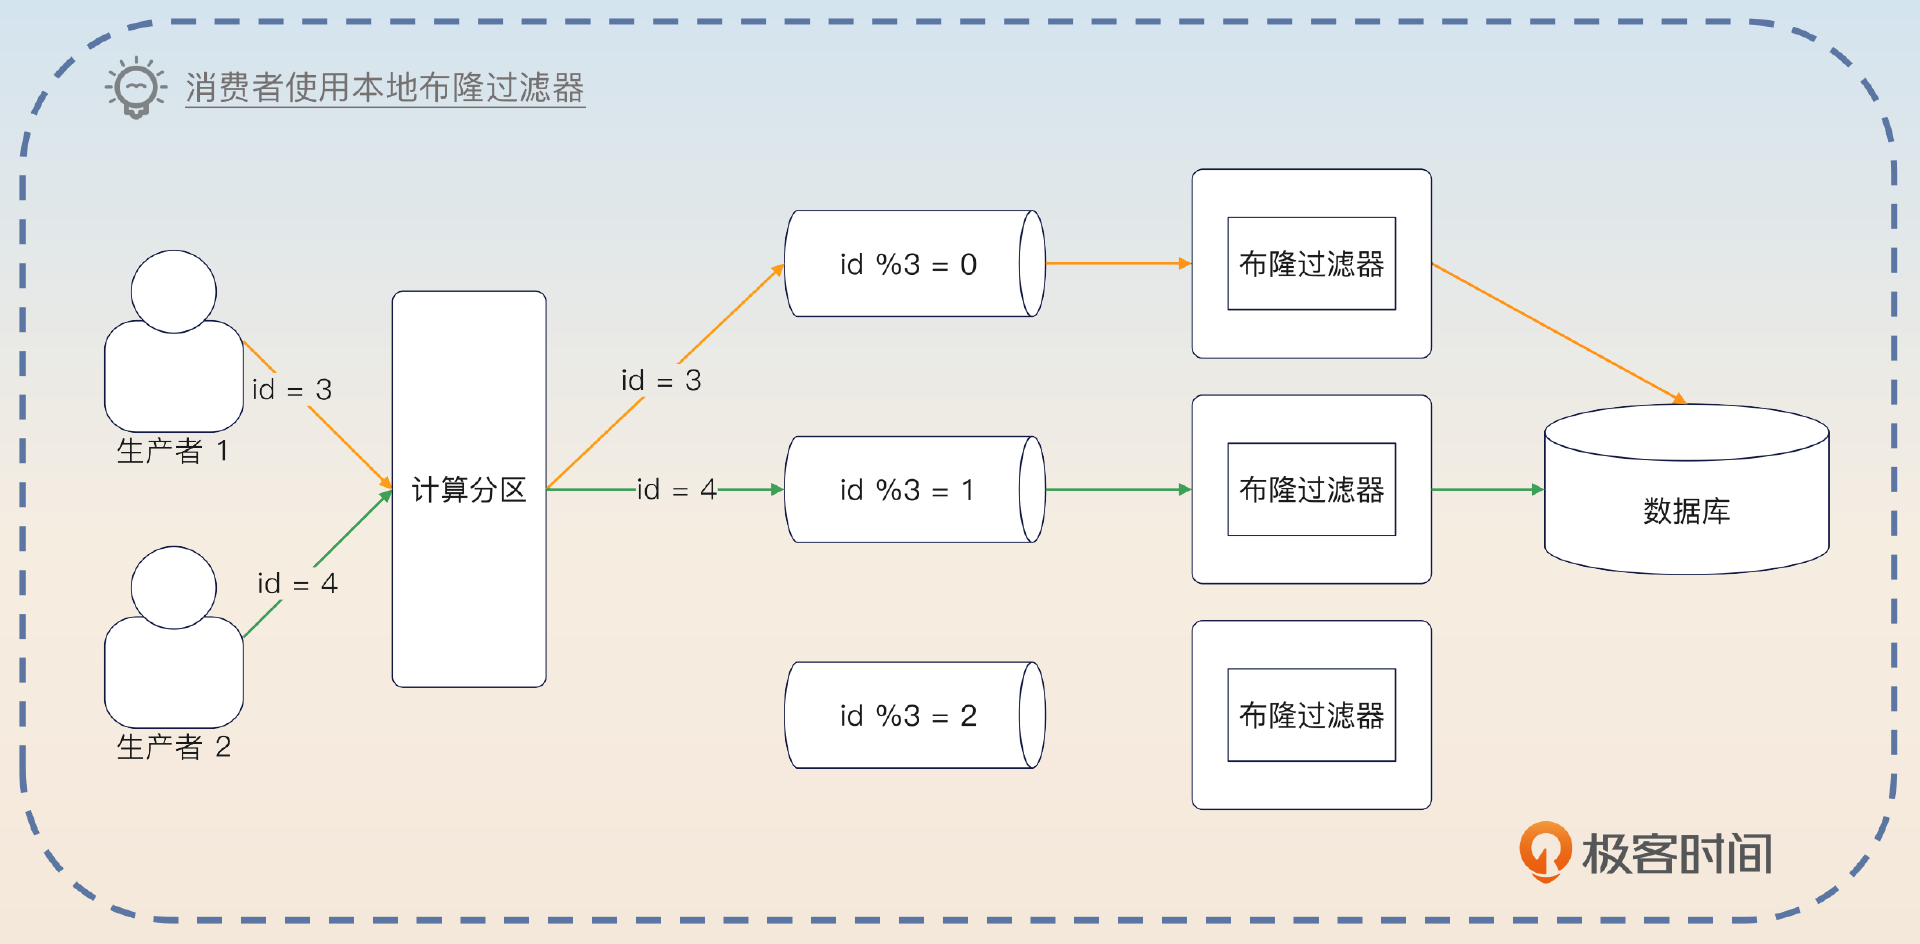 消费者使用本地布隆过滤器
id %3 = 0
布隆过滤器
id = 3
id = 3
生产者 1
计算分区
id = 4
id %3 = 1
布隆过滤器
数据库
id = 4
生产者 2
id %3 = 2
布隆过滤器
极客时间